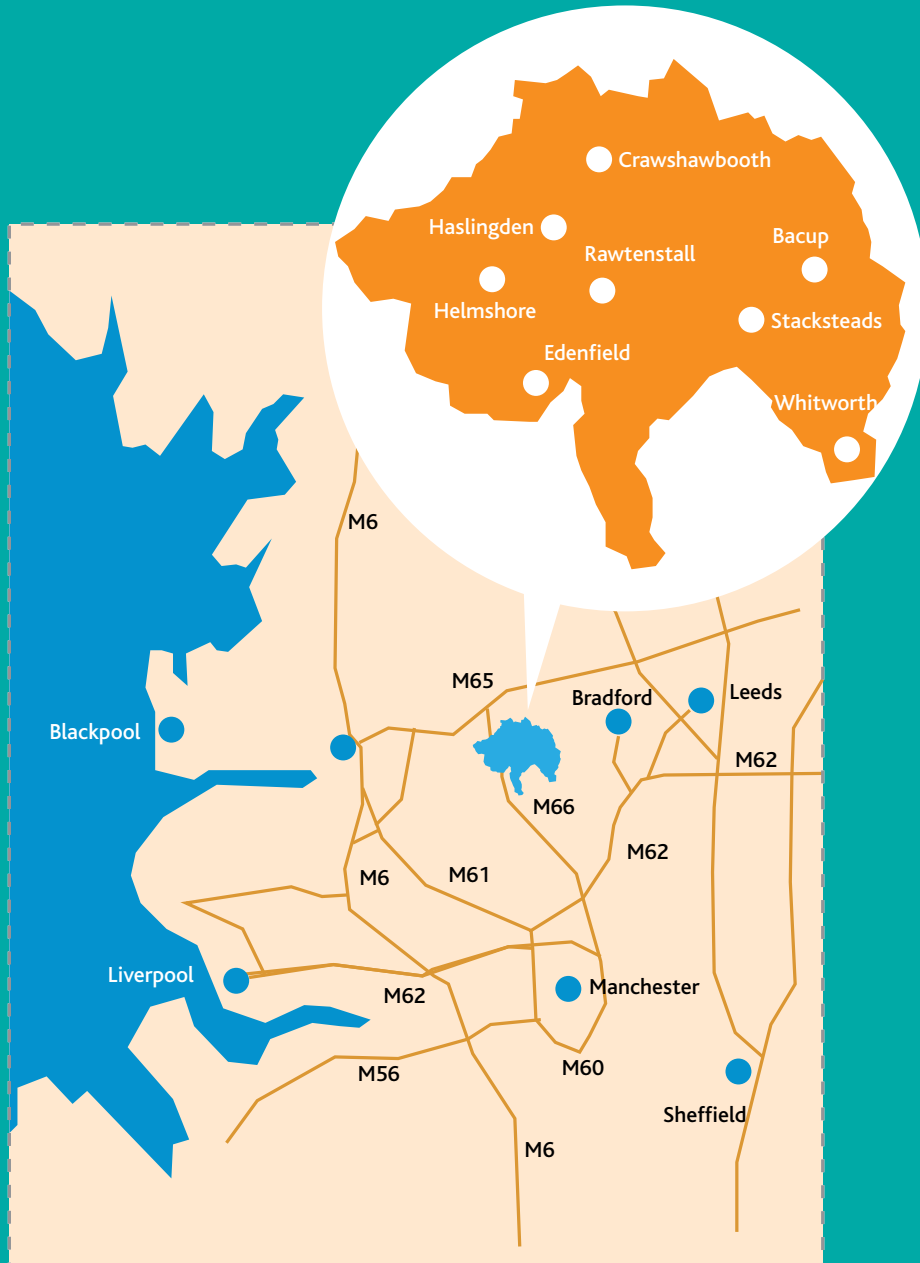 Crawshawbooth
Haslingden
Bacup
Rawtenstall
Helmshore
Stacksteads
Edenfield
Whitworth
M6
M65
Bradford
Leeds
Blackpool
M62
M66
M62
M6
M61
Liverpool
Manchester
M62
M60
M56
Sheffield
M6